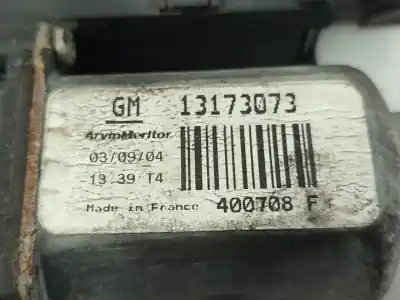 GM 13173073
ArvinMeritor
03/09/04
13 39 T4
Made in France 400708 F